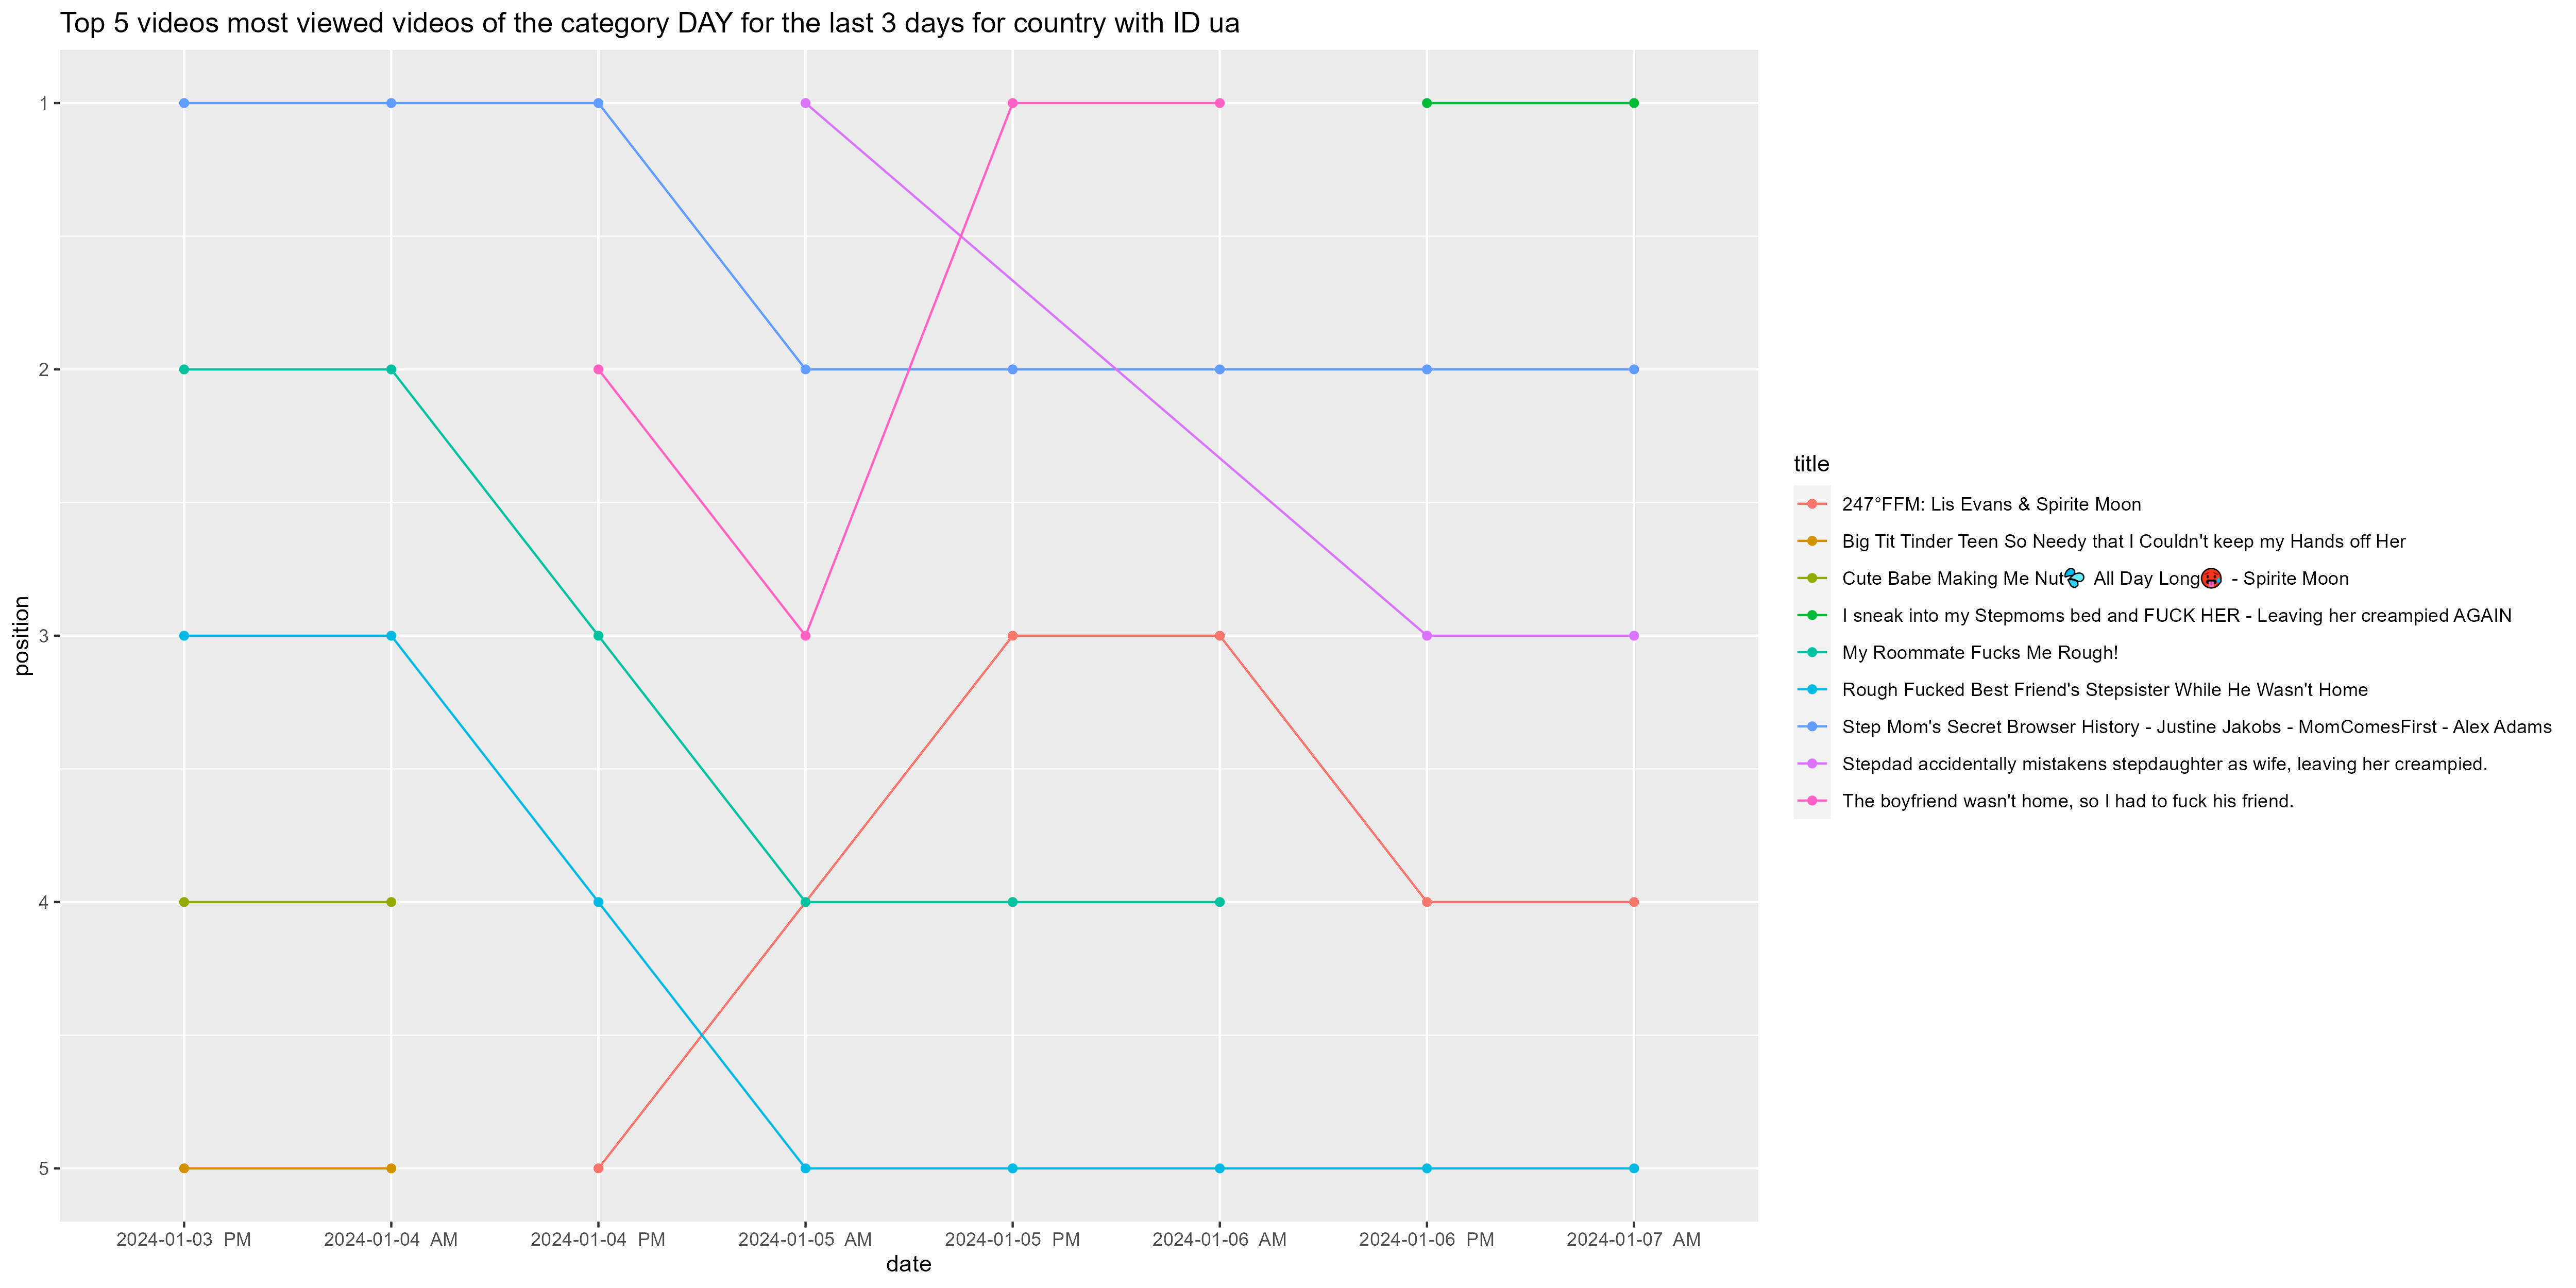 Top 5 videos most viewed videos of the category DAY for the last 3 days for country with ID ua
position
1
2
3
4
5
2024-01-03 PM
2024-01-04 AM
2024-01-04 PM
2024-01-05 AM
2024-01-05 PM
2024-01-06 AM
2024-01-06 PM
2024-01-07 AM
date
title
247°FFM: Lis Evans & Spirite Moon
Big Tit Tinder Teen So Needy that I Couldn't keep my Hands off Her
Cute Babe Making Me Nut💦 All Day Long🥵 - Spirite Moon
I sneak into my Stepmoms bed and FUCK HER - Leaving her creampied AGAIN
My Roommate Fucks Me Rough!
Rough Fucked Best Friend's Stepsister While He Wasn't Home
Step Mom's Secret Browser History - Justine Jakobs - MomComesFirst - Alex Adams
Stepdad accidentally mistakens stepdaughter as wife, leaving her creampied.
The boyfriend wasn't home, so I had to fuck his friend.